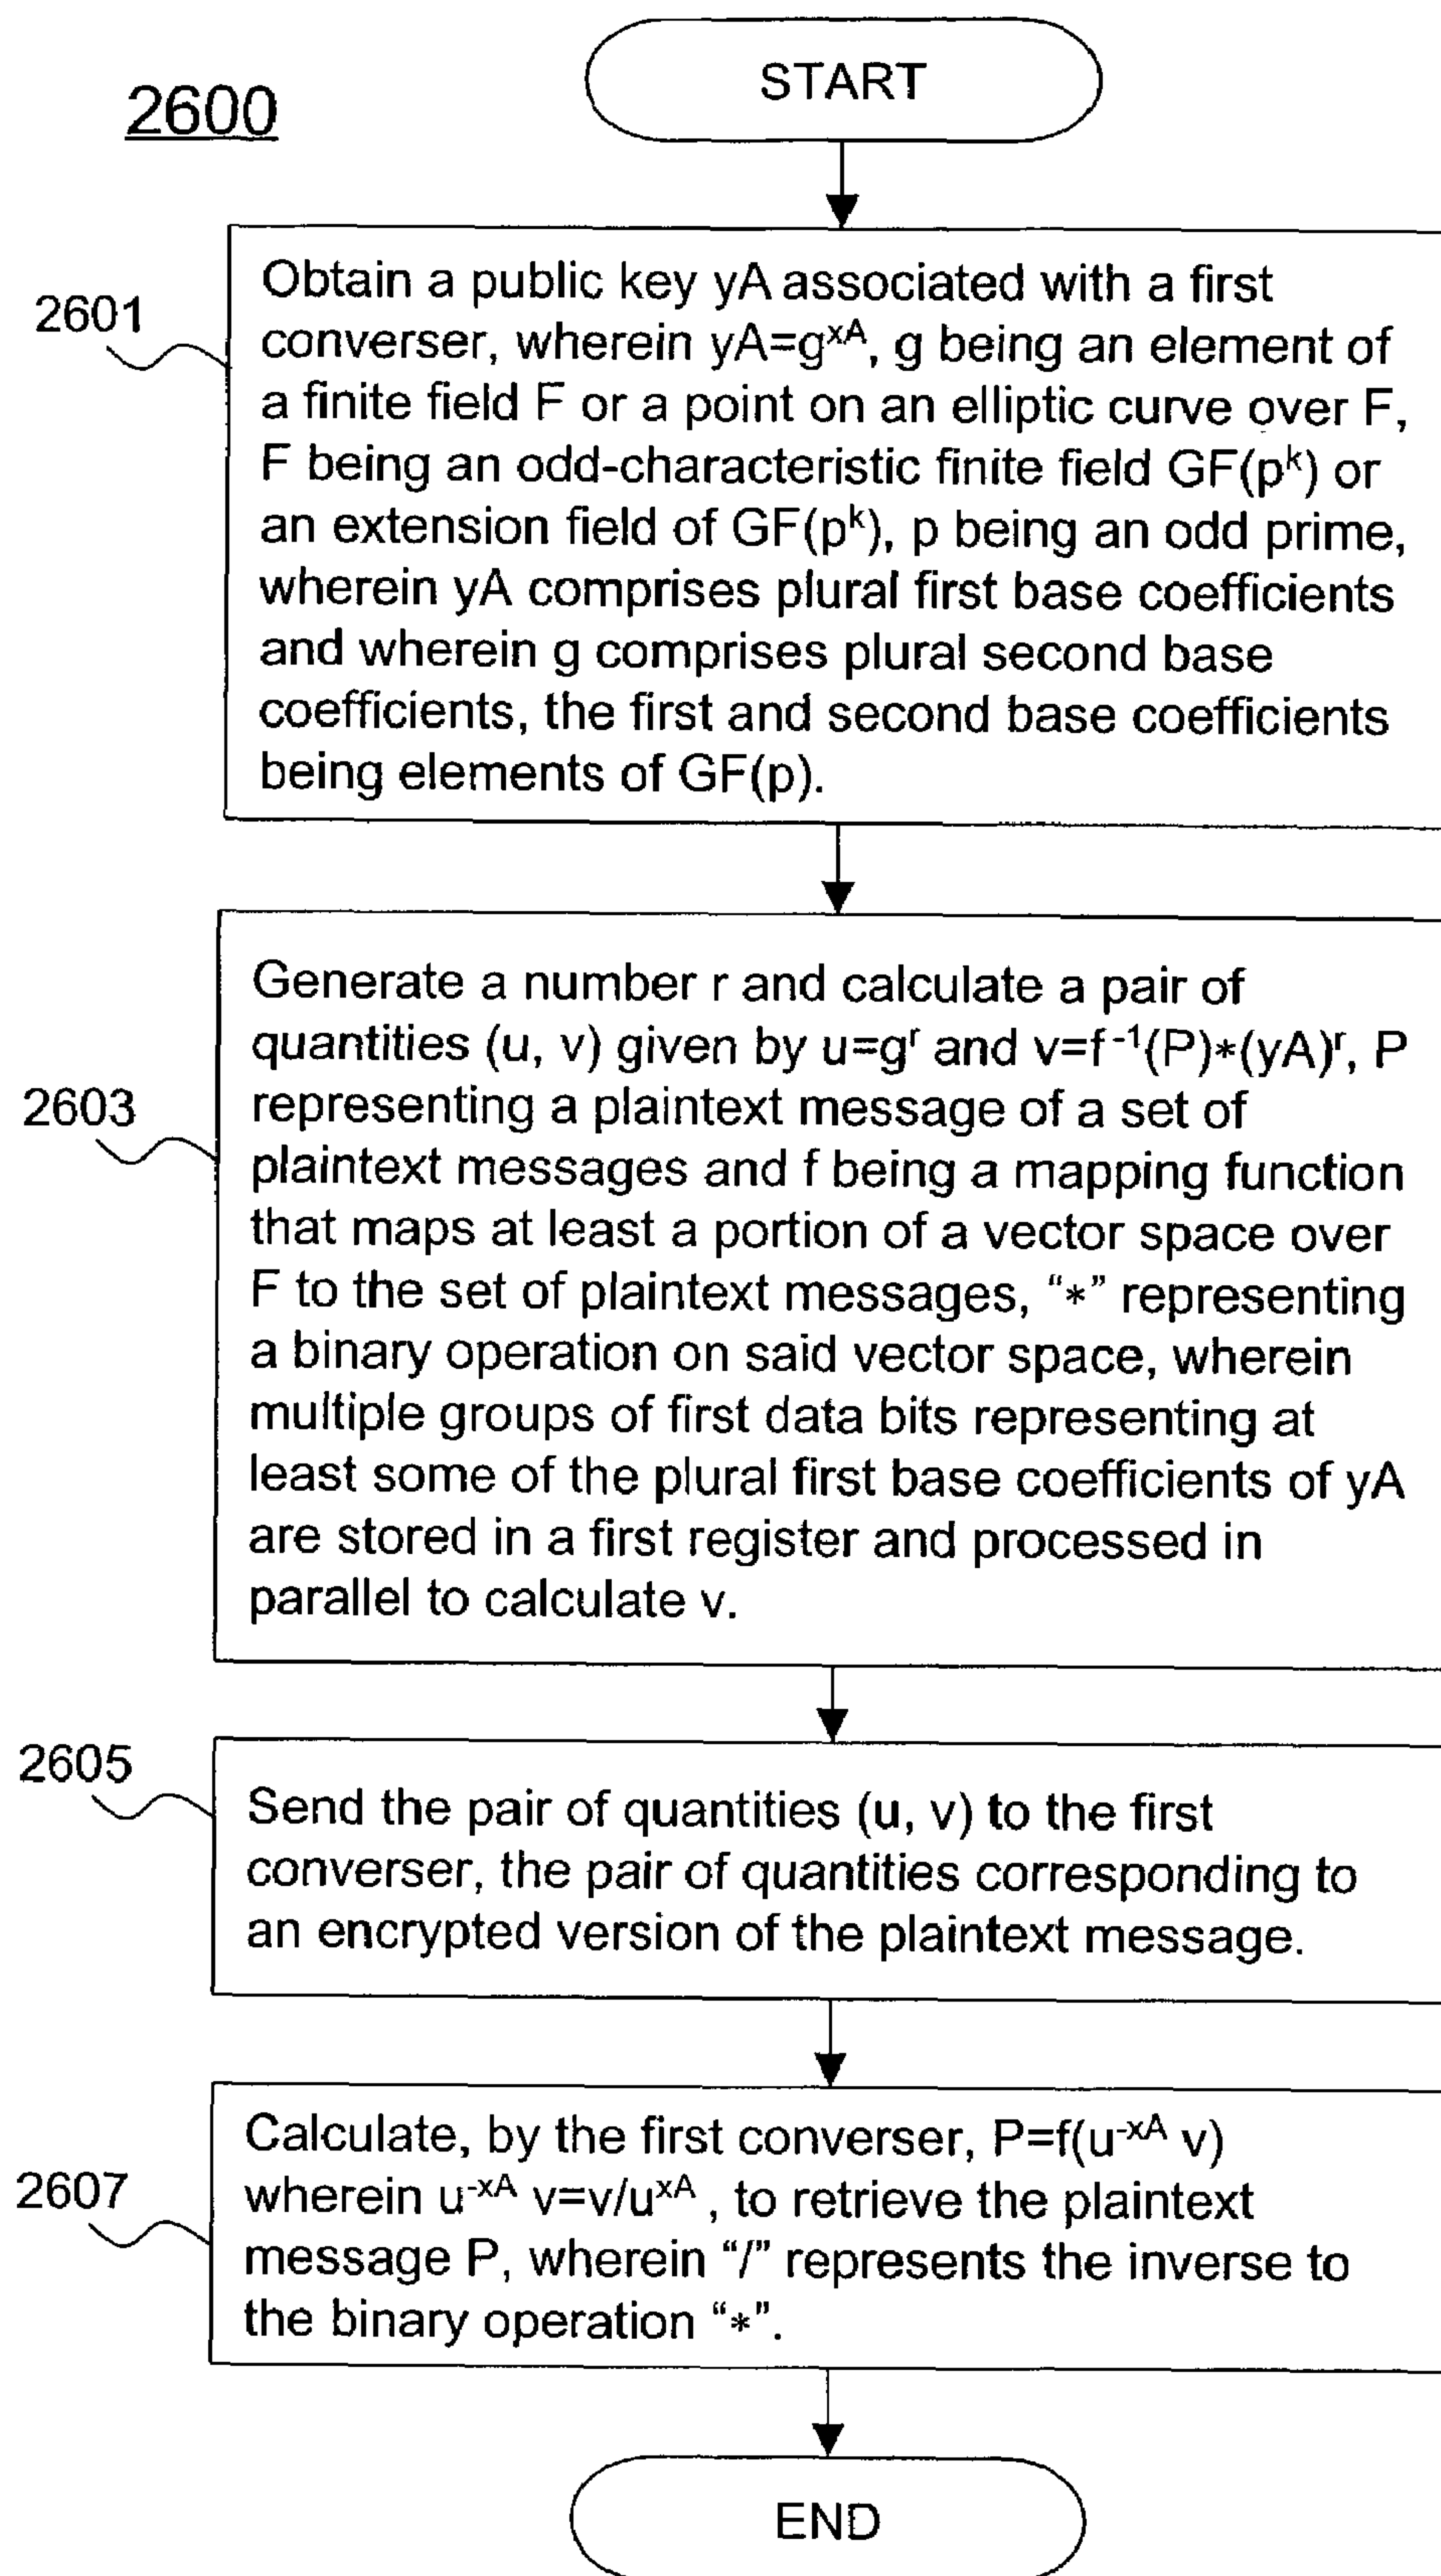 START
2600
2601
Obtain a public key yA associated with a first
converser, wherein yA=g^xA, g being an element of
a finite field F or a point on an elliptic curve over F,
F being an odd-characteristic finite field GF(p^k) or
an extension field of GF(p^k), p being an odd prime,
wherein yA comprises plural first base coefficients
and wherein g comprises plural second base
coefficients, the first and second base coefficients
being elements of GF(p).
2603
Generate a number r and calculate a pair of
quantities (u, v) given by u=g^r and v=f^-1(P)*(yA)^r, P
representing a plaintext message of a set of
plaintext messages and f being a mapping function
that maps at least a portion of a vector space over
F to the set of plaintext messages, “*” representing
a binary operation on said vector space, wherein
multiple groups of first data bits representing at
least some of the plural first base coefficients of yA
are stored in a first register and processed in
parallel to calculate v.
2605
Send the pair of quantities (u, v) to the first
converser, the pair of quantities corresponding to
an encrypted version of the plaintext message.
2607
Calculate, by the first converser, P=f(u^-xA v)
wherein u^-xA v=v/u^xA , to retrieve the plaintext
message P, wherein “/” represents the inverse to
the binary operation “*”.
END